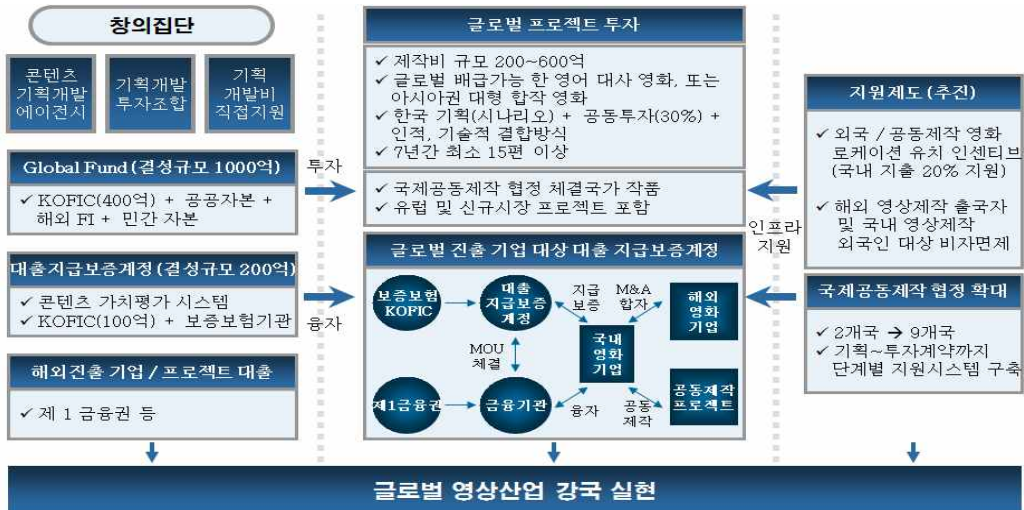 창의집단
콘텐츠
기획개발
에이전시
기획개발
투자조합
기획
개발비
직접지원
Global Fund (결성규모 1000억)
✓ KOFIC(400억) + 공공자본 +
해외 FI + 민간 자본
대출지급보증계정 (결성규모 200억)
✓ 콘텐츠 가치평가 시스템
✓ KOFIC(100억) + 보증보험기관
해외진출 기업 / 프로젝트 대출
✓ 제 1 금융권 등
투자
융자
글로벌 프로젝트 투자
✓ 제작비 규모 200~600억
✓ 글로벌 배급가능 한 영어 대사 영화, 또는
아시아권 대형 합작 영화
✓ 한국 기획(시나리오) + 공동투자(30%) +
인적, 기술적 결합방식
✓ 7년간 최소 15편 이상
✓ 국제공동제작 협정 체결국가 작품
✓ 유럽 및 신규시장 프로젝트 포함
글로벌 진출 기업 대상 대출 지급보증계정
보증보험
KOFIC
대출
지급보증
계정
지급
보증
M&A
합자
해외
영화
기업
MOU
체결
국내
영화
기업
제1금융권
금융기관
융자
공동
제작
공동제작
프로젝트
인프라
지원
지원제도 (추진)
✓ 외국 / 공동제작 영화
로케이션 유치 인센티브
(국내 지출 20% 지원)
✓ 해외 영상제작 출국자
및 국내 영상제작
외국인 대상 비자면제
국제공동제작 협정 확대
✓ 2개국 → 9개국
✓ 기획~투자계약까지
단계별 지원시스템 구축
글로벌 영상산업 강국 실현